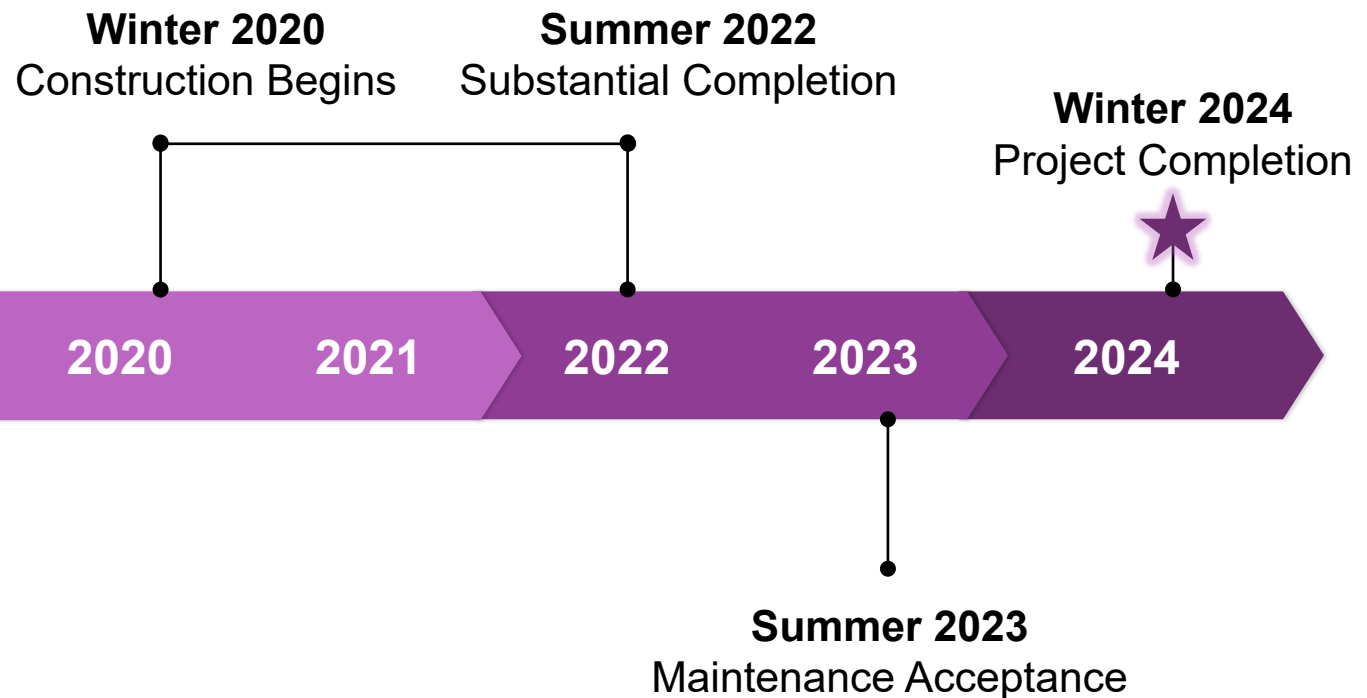 Winter 2020
Construction Begins
Summer 2022
Substantial Completion
Winter 2024
Project Completion
2020
2021
2022
2023
2024
Summer 2023
Maintenance Acceptance